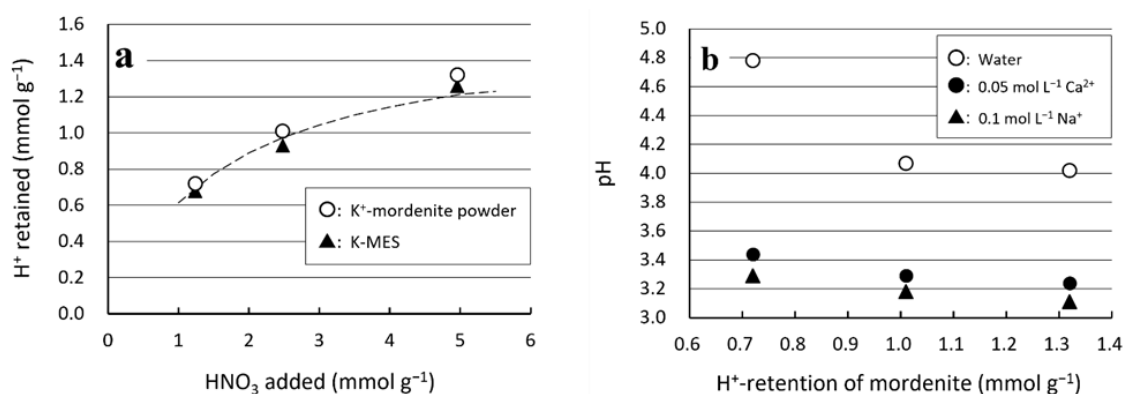 a
H⁺ retained (mmol g⁻¹)
1.6
1.4
1.2
1.0
0.8
0.6
0.4
0.2
0.0
0 1 2 3 4 5 6
HNO₃ added (mmol g⁻¹)
○: K⁺-mordenite powder
▲: K-MES
b
pH
5.0
4.8
4.6
4.4
4.2
4.0
3.8
3.6
3.4
3.2
3.0
0.6 0.7 0.8 0.9 1.0 1.1 1.2 1.3 1.4
H⁺-retention of mordenite (mmol g⁻¹)
○: Water
●: 0.05 mol L⁻¹ Ca²⁺
▲: 0.1 mol L⁻¹ Na⁺